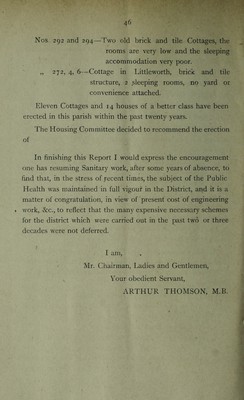 46
Nos. 292 and 294—Two old brick and tile Cottages, the
rooms are very low and the sleeping
accommodation very poor.
„ 272, 4, 6—Cottage in Littleworth, brick and tile
structure, 2 sleeping rooms, no yard or
convenience attached.
Eleven Cottages and 14 houses of a better class have been
erected in this parish within the past twenty years.
The Housing Committee decided to recommend the erection
of
In finishing this Report I would express the encouragement
one has resuming Sanitary work, after some years of absence, to
find that, in the stress of recent times, the subject of the Public
Health was maintained in full vigour in the District, and it is a
matter of congratulation, in view of present cost of engineering
work, &c., to reflect that the many expensive necessary schemes
for the district which were carried out in the past two or three
decades were not deferred.
I am,
Mr. Chairman, Ladies and Gentlemen,
Your obedient Servant,
ARTHUR THOMSON, M.B.